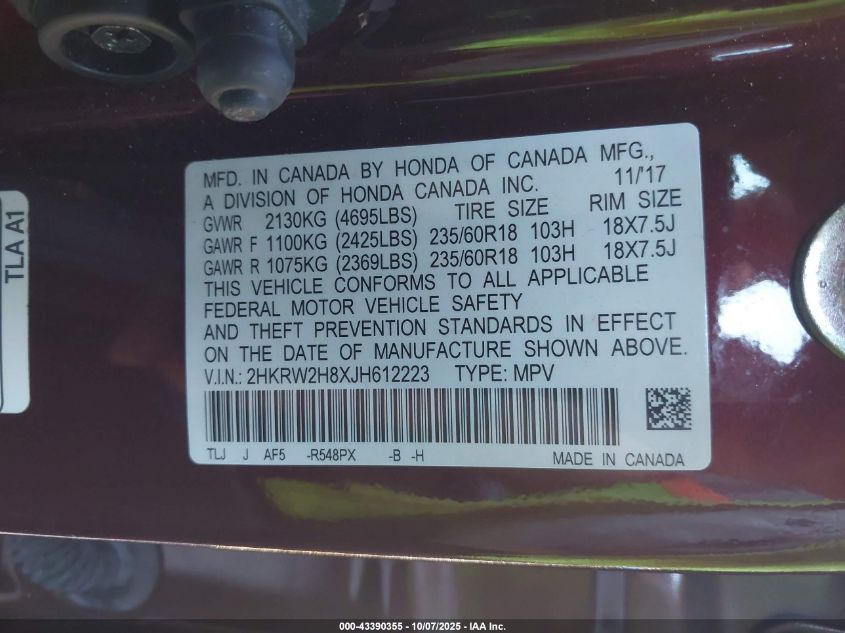 MFD. IN CANADA BY HONDA OF CANADA MFG.,
A DIVISION OF HONDA CANADA INC. 11/'17
GVWR 2130KG (4695LBS) TIRE SIZE RIM SIZE
GAWR F 1100KG (2425LBS) 235/60R18 103H 18X7.5J
GAWR R 1075KG (2369LBS) 235/60R18 103H 18X7.5J
THIS VEHICLE CONFORMS TO ALL APPLICABLE
FEDERAL MOTOR VEHICLE SAFETY
AND THEFT PREVENTION STANDARDS IN EFFECT
ON THE DATE OF MANUFACTURE SHOWN ABOVE.
V.I.N.: 2HKRW2H8XJH612223 TYPE: MPV
TLJ J AF5 -R548PX -B -H MADE IN CANADA
TLA A1
000-43390355 - 10/07/2025 - IAA Inc.